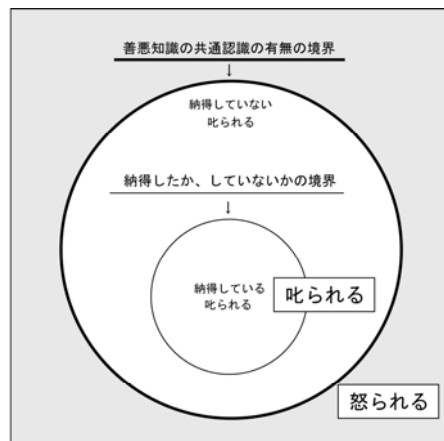 善悪知識の共通認識の有無の境界
↓
納得していない
叱られる
納得したか、していないかの境界
↓
納得している
叱られる
叱られる
怒られる